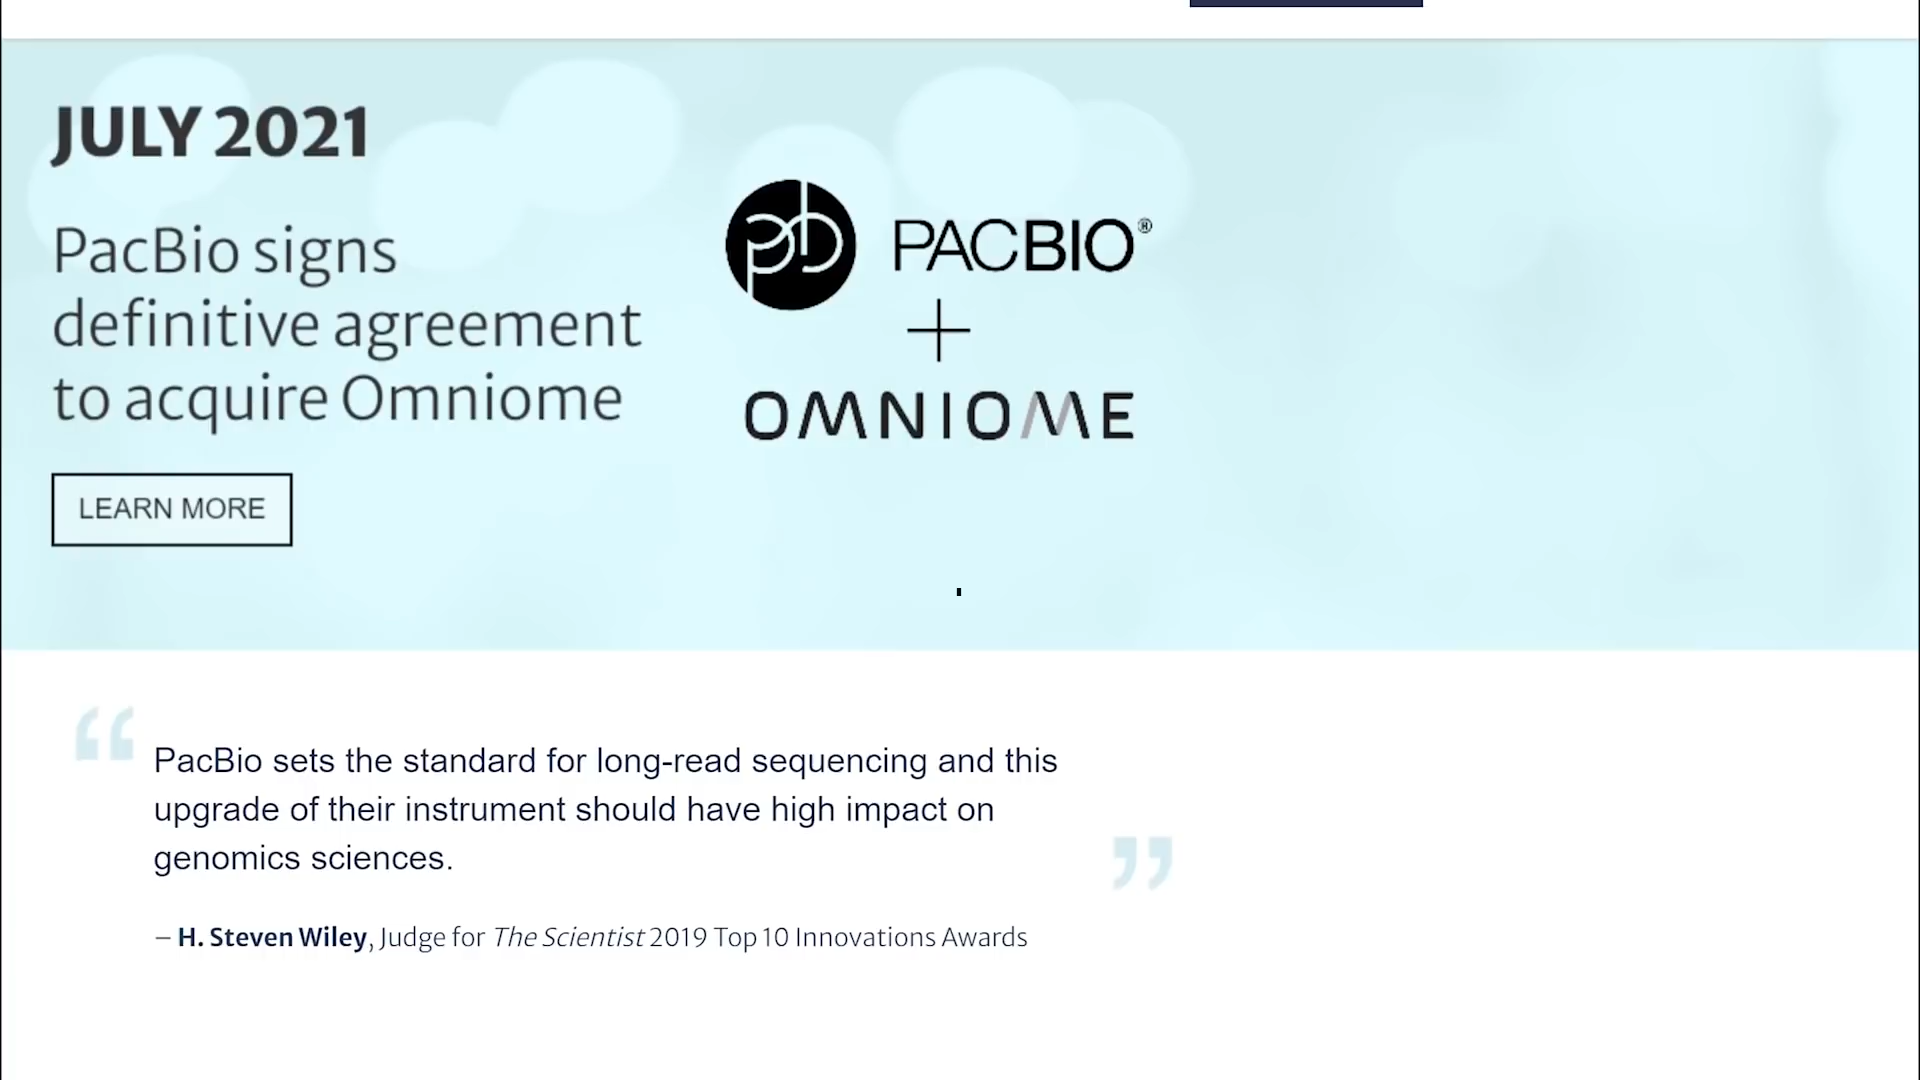 JULY 2021
PacBio signs
definitive agreement
to acquire Omniome
LEARN MORE
pb PACBIO®
+
OMNIOME
“
PacBio sets the standard for long-read sequencing and this
upgrade of their instrument should have high impact on
genomics sciences.
”
– H. Steven Wiley, Judge for The Scientist 2019 Top 10 Innovations Awards